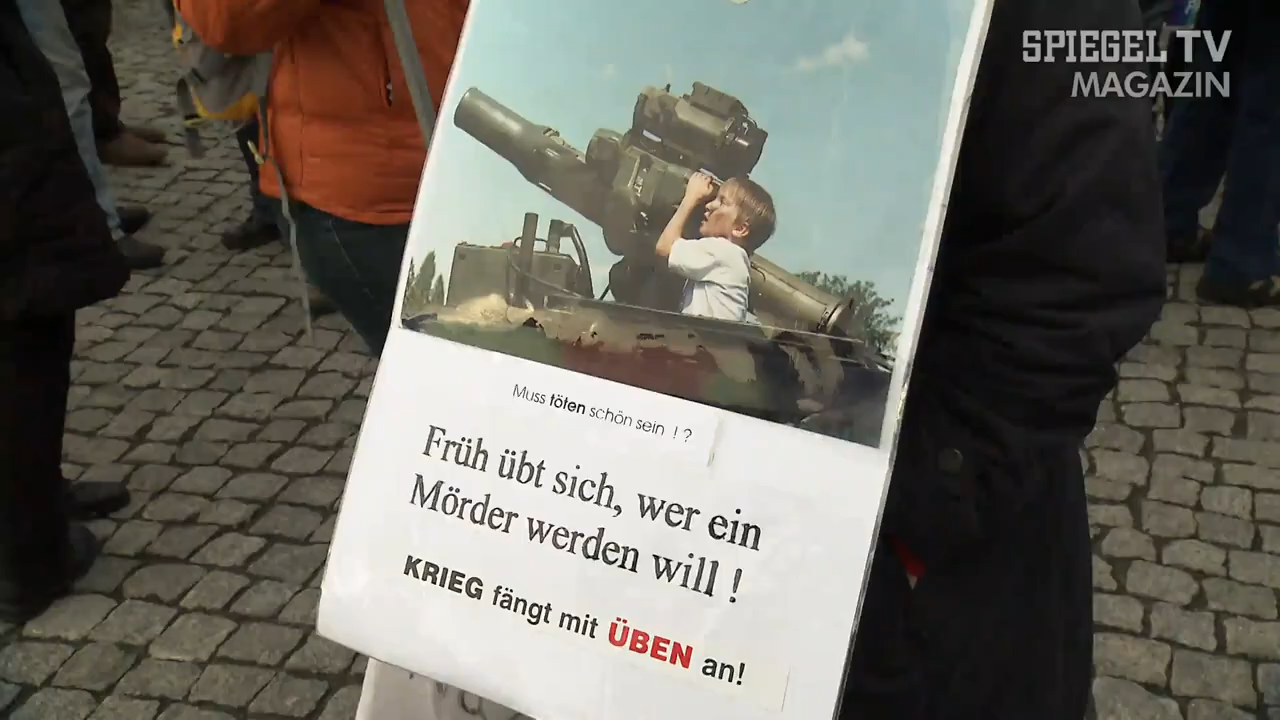 SPIEGEL TV
MAGAZIN
Muss töten schön sein ! ?
Früh übt sich, wer ein
Mörder werden will !
KRIEG fängt mit ÜBEN an!